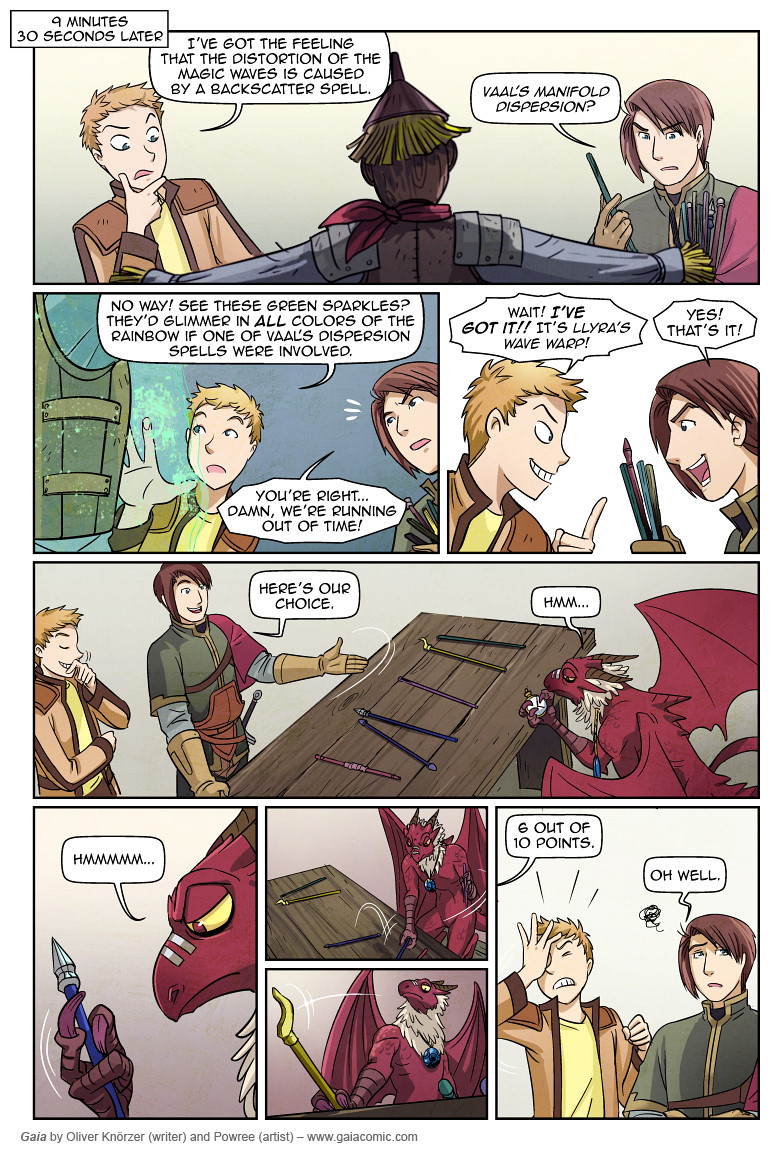 9 MINUTES
30 SECONDS LATER
I'VE GOT THE FEELING
THAT THE DISTORTION OF THE
MAGIC WAVES IS CAUSED
BY A BACKSCATTER SPELL.
VAAL'S MANIFOLD
DISPERSION?
NO WAY! SEE THESE GREEN SPARKLES?
THEY'D GLIMMER IN ALL COLORS OF THE
RAINBOW IF ONE OF VAAL'S DISPERSION
SPELLS WERE INVOLVED.
YOU'RE RIGHT...
DAMN, WE'RE RUNNING
OUT OF TIME!
WAIT! I'VE
GOT IT!! IT'S LLYRA'S
WAVE WARP!
YES!
THAT'S IT!
HERE'S OUR
CHOICE.
HMM...
HMMMMM...
6 OUT OF
10 POINTS.
OH WELL.
Gaia by Oliver Knörzer (writer) and Powree (artist) – www.gaiacomic.com